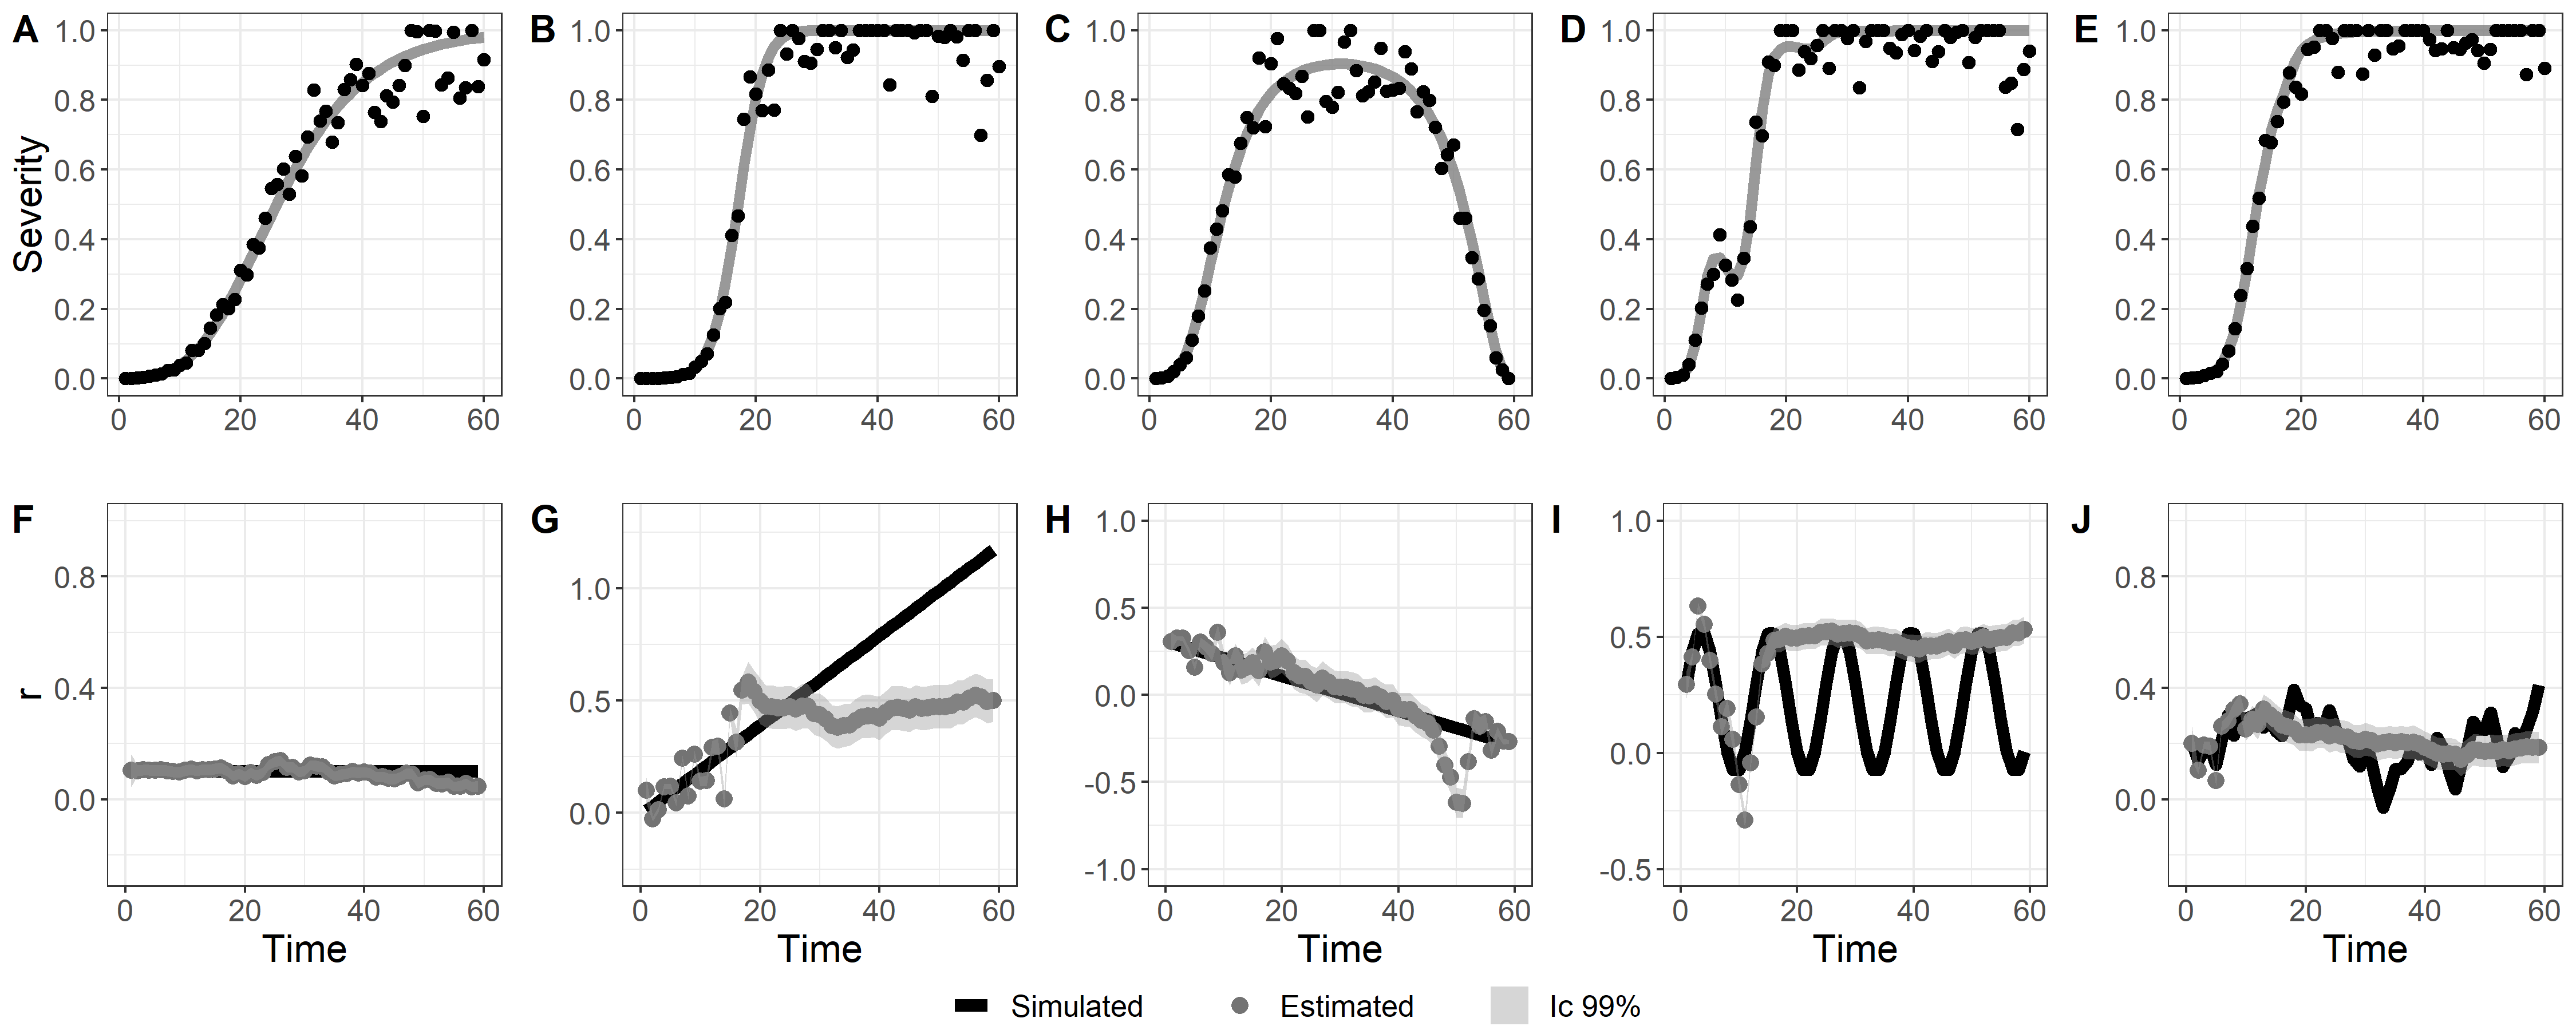 A B C D E
Severity
1.0 1.0 1.0 1.0 1.0
0.8 0.8 0.8 0.8 0.8
0.6 0.6 0.6 0.6 0.6
0.4 0.4 0.4 0.4 0.4
0.2 0.2 0.2 0.2 0.2
0.0 0.0 0.0 0.0 0.0
0 20 40 60 0 20 40 60 0 20 40 60 0 20 40 60 0 20 40 60
F G H I J
r
0.8 0.4 0.0
1.0 0.5 0.0
1.0 0.5 0.0 -0.5 -1.0
1.0 0.5 0.0 -0.5
0.8 0.4 0.0
0 20 40 60 0 20 40 60 0 20 40 60 0 20 40 60 0 20 40 60
Time Time Time Time Time
Simulated Estimated Ic 99%